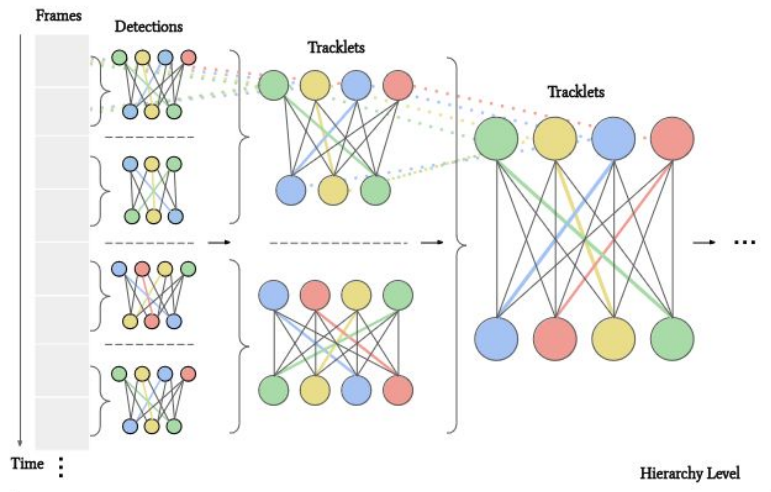 Frames
Detections
Tracklets
Tracklets
...
Time
Hierarchy Level